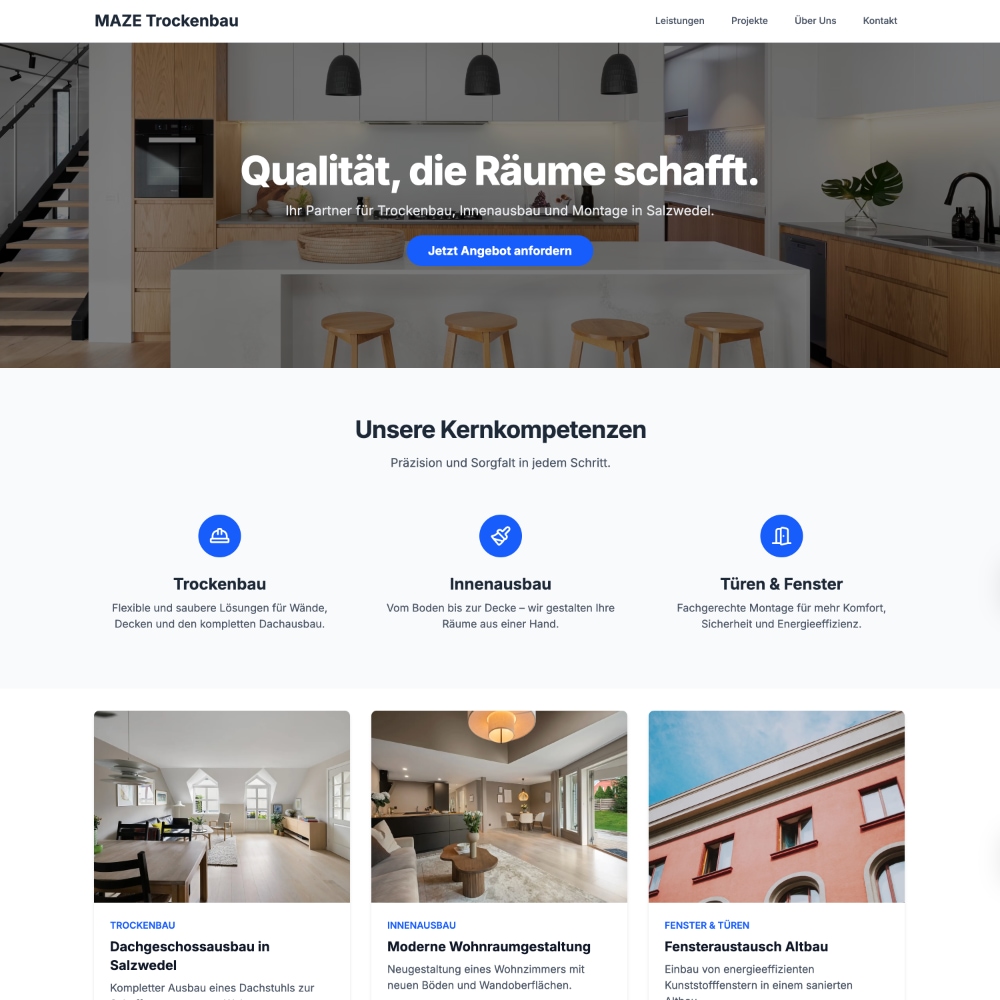 MAZE Trockenbau
Leistungen
Projekte
Über Uns
Kontakt
Qualität, die Räume schafft.
Ihr Partner für Trockenbau, Innenausbau und Montage in Salzwedel.
Jetzt Angebot anfordern
Unsere Kernkompetenzen
Präzision und Sorgfalt in jedem Schritt.
Trockenbau
Flexible und saubere Lösungen für Wände,
Decken und den kompletten Dachausbau.
Innenausbau
Vom Boden bis zur Decke – wir gestalten Ihre
Räume aus einer Hand.
Türen & Fenster
Fachgerechte Montage für mehr Komfort,
Sicherheit und Energieeffizienz.
TROCKENBAU
Dachgeschossausbau in
Salzwedel
Kompletter Ausbau eines Dachstuhls zur
INNENAUSBAU
Moderne Wohnraumgestaltung
Neugestaltung eines Wohnzimmers mit
neuen Böden und Wandoberflächen.
FENSTER & TÜREN
Fensteraustausch Altbau
Einbau von energieeffizienten
Kunststofffenstern in einem sanierten